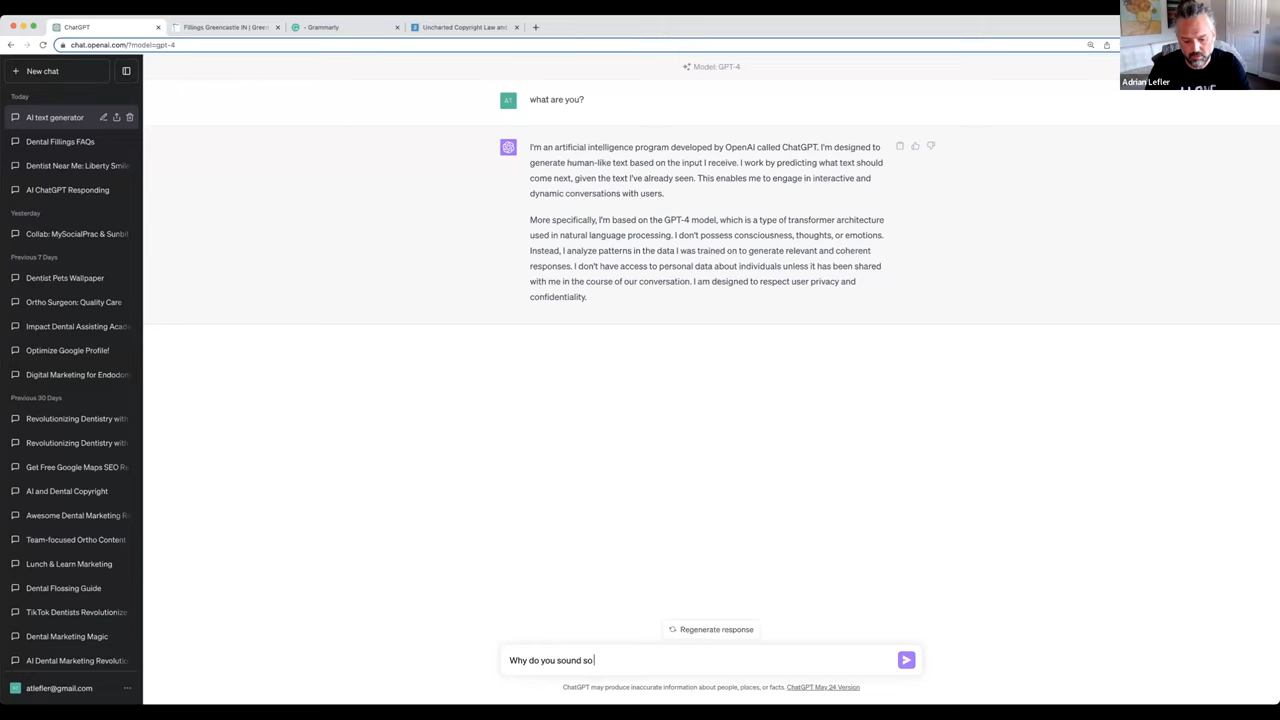 ChatGPT
Fillings Greencastle IN | Green
- Grammarly
Uncharted Copyright Law and
chat.openai.com/?model=gpt-4
Adrian Lefler
New chat
Model: GPT-4
Today
AI text generator
Dental Fillings FAQs
Dentist Near Me: Liberty Smile
AI ChatGPT Responding
Yesterday
Collab: MySocialPrac & Sunbit
Previous 7 Days
Dentist Pets Wallpaper
Ortho Surgeon: Quality Care
Impact Dental Assisting Acad
Optimize Google Profile!
Digital Marketing for Endodon
Previous 30 Days
Revolutionizing Dentistry with
Revolutionizing Dentistry with
Get Free Google Maps SEO Re
AI and Dental Copyright
Awesome Dental Marketing R
Team-focused Ortho Content
Lunch & Learn Marketing
Dental Flossing Guide
TikTok Dentists Revolutionize
Dental Marketing Magic
AI Dental Marketing Revolutio
AT atlefler@gmail.com
AT what are you?
I'm an artificial intelligence program developed by OpenAI called ChatGPT. I'm designed to
generate human-like text based on the input I receive. I work by predicting what text should
come next, given the text I've already seen. This enables me to engage in interactive and
dynamic conversations with users.
More specifically, I'm based on the GPT-4 model, which is a type of transformer architecture
used in natural language processing. I don't possess consciousness, thoughts, or emotions.
Instead, I analyze patterns in the data I was trained on to generate relevant and coherent
responses. I don't have access to personal data about individuals unless it has been shared
with me in the course of our conversation. I am designed to respect user privacy and
confidentiality.
Regenerate response
Why do you sound so
ChatGPT may produce inaccurate information about people, places, or facts. ChatGPT May 24 Version